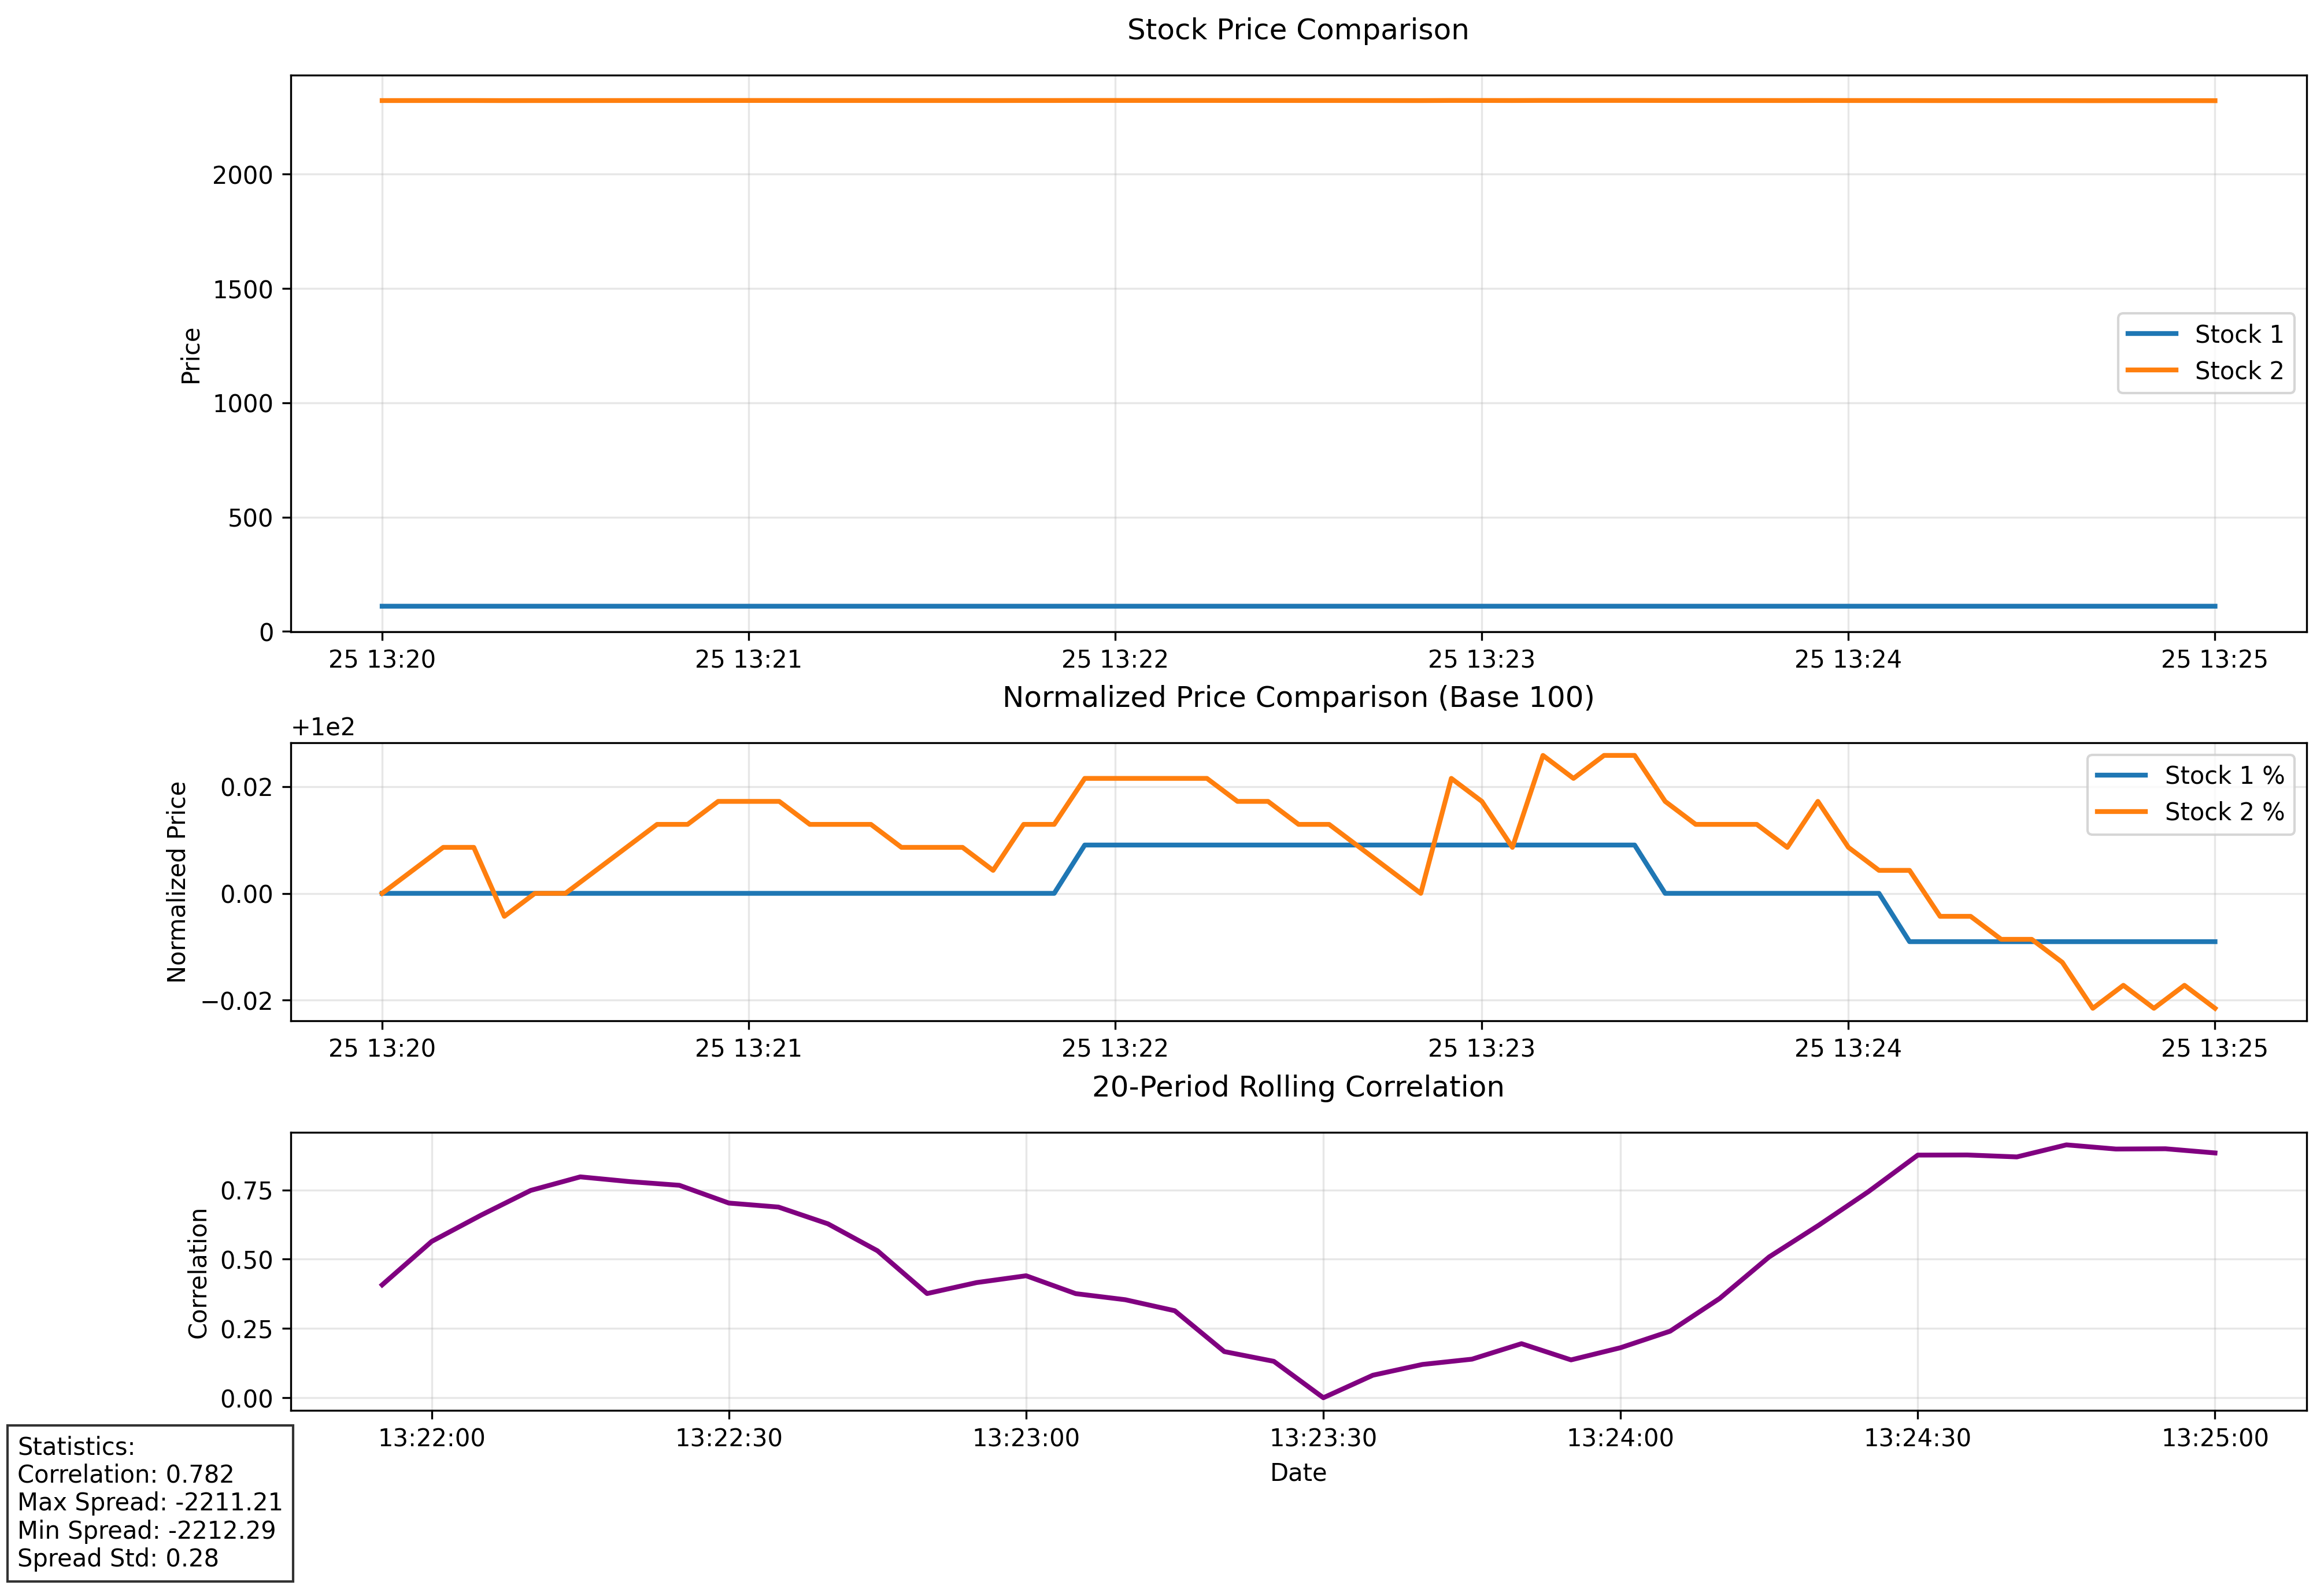 Stock Price Comparison
Price
2000
1500
1000
500
0
Stock 1
Stock 2
25 13:20
25 13:21
25 13:22
25 13:23
25 13:24
25 13:25
Normalized Price Comparison (Base 100)
+1e2
Normalized Price
0.02
0.00
−0.02
Stock 1 %
Stock 2 %
25 13:20
25 13:21
25 13:22
25 13:23
25 13:24
25 13:25
20-Period Rolling Correlation
Correlation
0.75
0.50
0.25
0.00
13:22:00
13:22:30
13:23:00
13:23:30
13:24:00
13:24:30
13:25:00
Date
Statistics:
Correlation: 0.782
Max Spread: -2211.21
Min Spread: -2212.29
Spread Std: 0.28